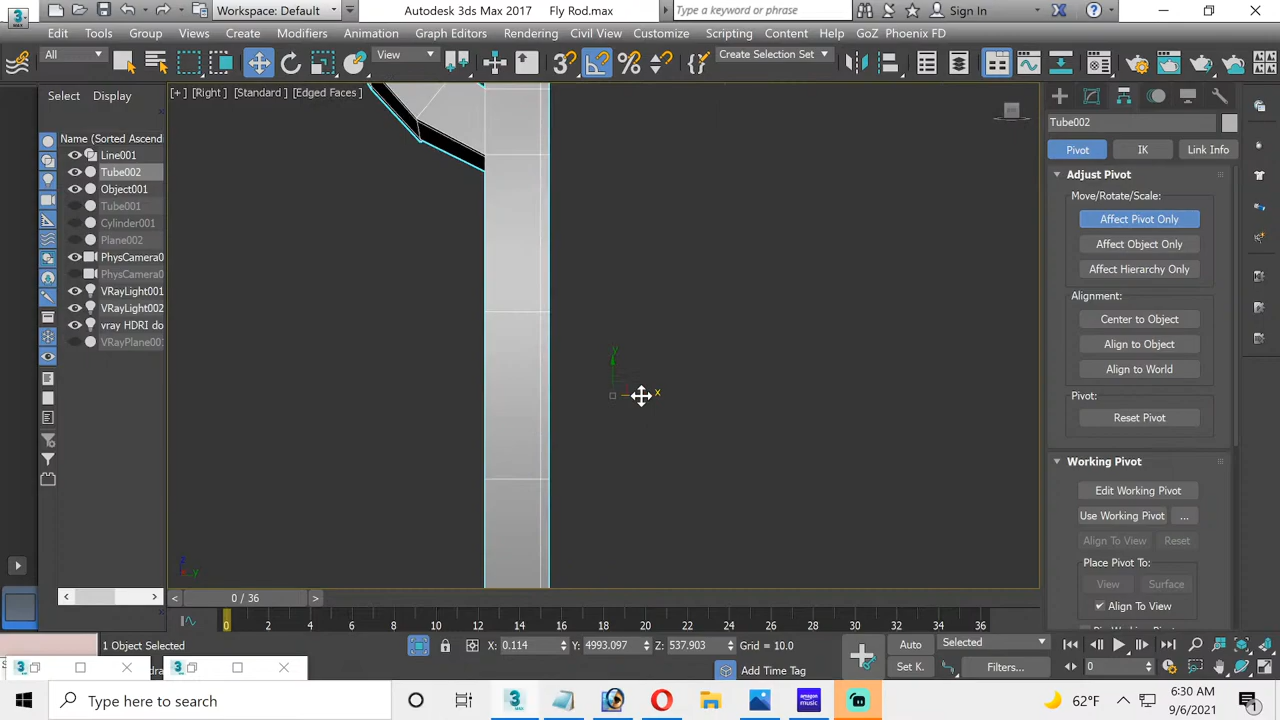 Workspace: Default
Autodesk 3ds Max 2017 Fly Rod.max
Type a keyword or phrase
Sign In
MAX
File
Edit Tools Group Views Create Modifiers Animation Graph Editors Rendering Civil View Customize Scripting Content Help GoZ Phoenix FD
All
View
3
Create Selection Set
Select Display
[+] [Right] [Standard] [Edged Faces]
Name (Sorted Ascend
Line001
Tube002
Object001
Tube001
Cylinder001
Plane002
PhysCamera0
PhysCamera0
VRayLight001
VRayLight002
vray HDRI do
VRayPlane00
y
x
z
y
Tube002
Pivot IK Link Info
Adjust Pivot
Move/Rotate/Scale:
Affect Pivot Only
Affect Object Only
Affect Hierarchy Only
Alignment:
Center to Object
Align to Object
Align to World
Pivot:
Reset Pivot
Working Pivot
Edit Working Pivot
Use Working Pivot ...
Align To View Reset
Place Pivot To:
View Surface
Align To View
< 0 / 36 >
0 2 4 6 8 10 12 14 16 18 20 22 24 26 28 30 32 34 36
1 Object Selected
X: 0.114 Y: 4993.097 Z: 537.903 Grid = 10.0
Add Time Tag
Auto Selected
Set K. Filters...
0
Type here to search
amazon music
62°F
6:30 AM
9/6/2021